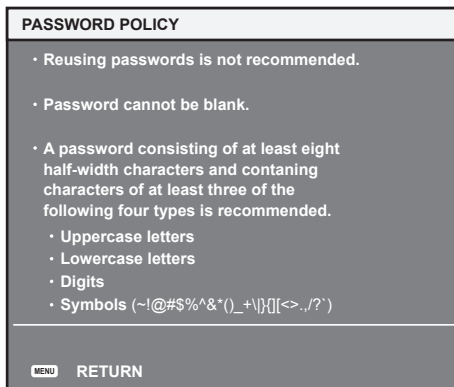 PASSWORD POLICY
・Reusing passwords is not recommended.
・Password cannot be blank.
・A password consisting of at least eight
half-width characters and contaning
characters of at least three of the
following four types is recommended.
・Uppercase letters
・Lowercase letters
・Digits
・Symbols (~!@#$%^&*()_+\|}{][<>.,/?`)
MENU RETURN